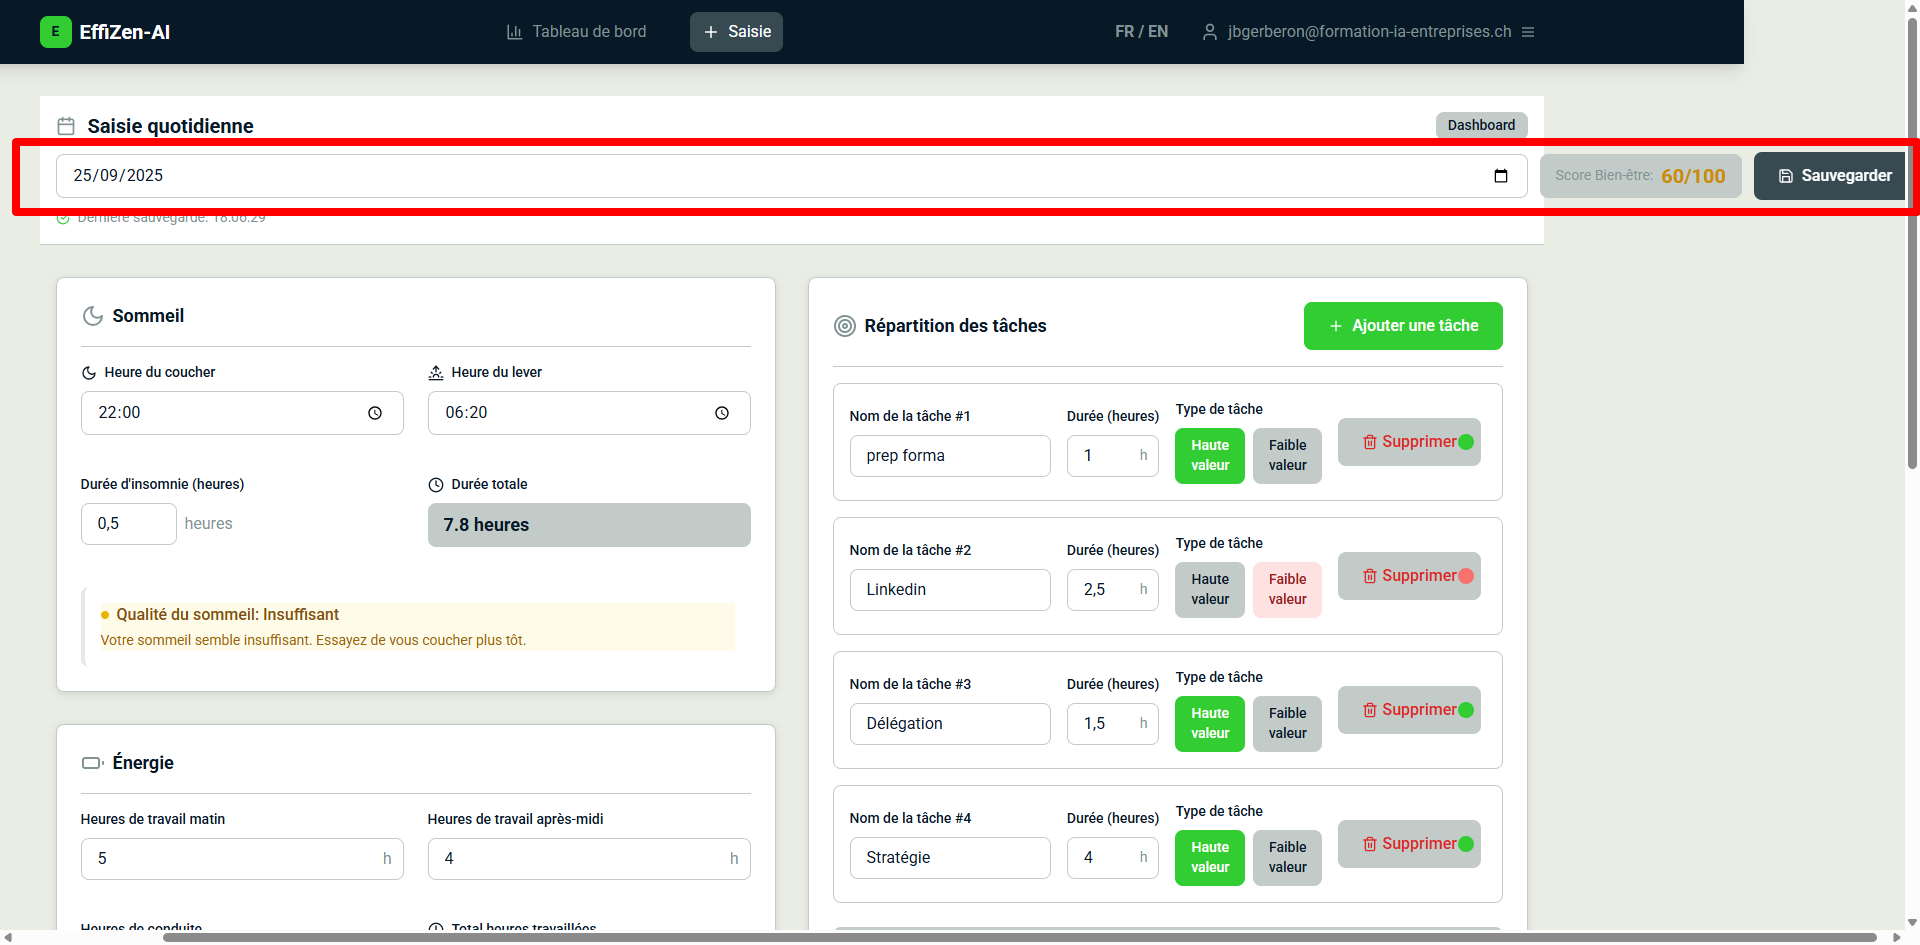 E EffiZen-AI Tableau de bord Saisie FR / EN jbgerberon@formation-ia-entreprises.ch
Saisie quotidienne Dashboard
25/09/2025 Score Bien-être: 60/100 Sauvegarder
Dernière sauvegarde: 18:06:29
Sommeil
Heure du coucher Heure du lever
22:00 06:20
Durée d'insomnie (heures) Durée totale
0,5 heures 7.8 heures
Qualité du sommeil: Insuffisant
Votre sommeil semble insuffisant. Essayez de vous coucher plus tôt.
Énergie
Heures de travail matin Heures de travail après-midi
5 h 4 h
Heures de conduite Total heures travaillées
Répartition des tâches Ajouter une tâche
Nom de la tâche #1 Durée (heures) Type de tâche
prep forma 1 h Haute valeur Faible valeur Supprimer
Nom de la tâche #2 Durée (heures) Type de tâche
Linkedin 2,5 h Haute valeur Faible valeur Supprimer
Nom de la tâche #3 Durée (heures) Type de tâche
Délégation 1,5 h Haute valeur Faible valeur Supprimer
Nom de la tâche #4 Durée (heures) Type de tâche
Stratégie 4 h Haute valeur Faible valeur Supprimer